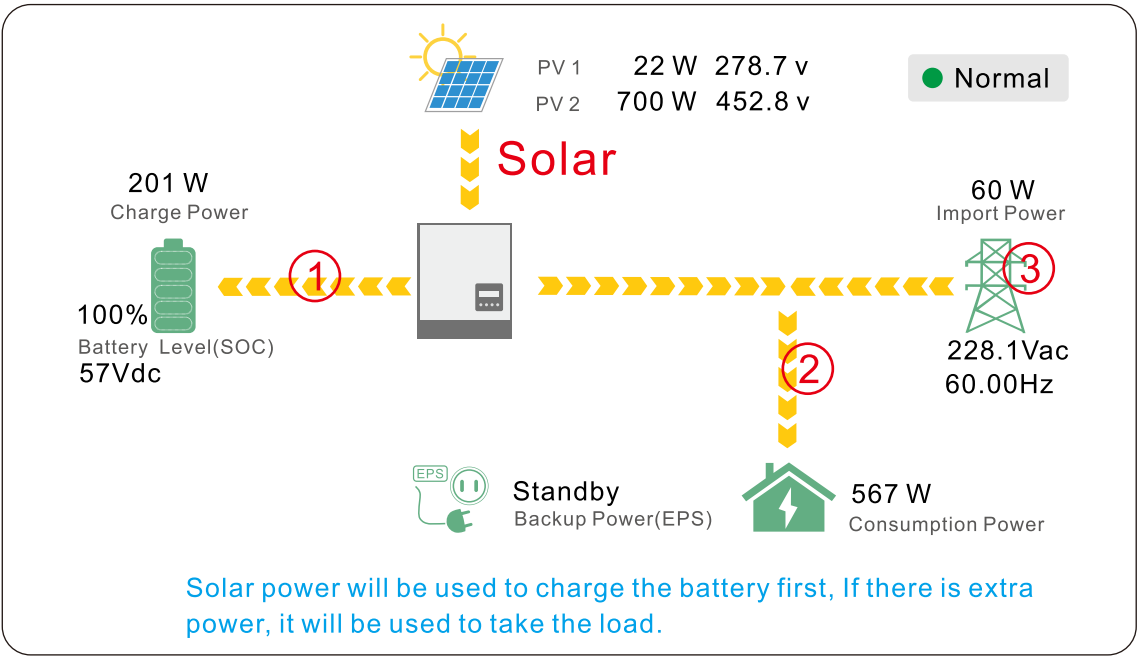 PV 1 22 W 278.7 v
PV 2 700 W 452.8 v
Normal
Solar
201 W
Charge Power
60 W
Import Power
1
3
100%
Battery Level(SOC)
57Vdc
228.1Vac
60.00Hz
2
EPS
Standby
Backup Power(EPS)
567 W
Consumption Power
Solar power will be used to charge the battery first, If there is extra
power, it will be used to take the load.